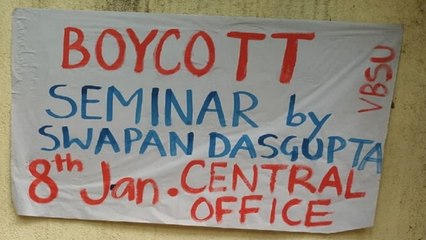 BOYCOTT
SEMINAR by
SWAPAN DASGUPTA
8th Jan. CENTRAL
OFFICE
VBSU